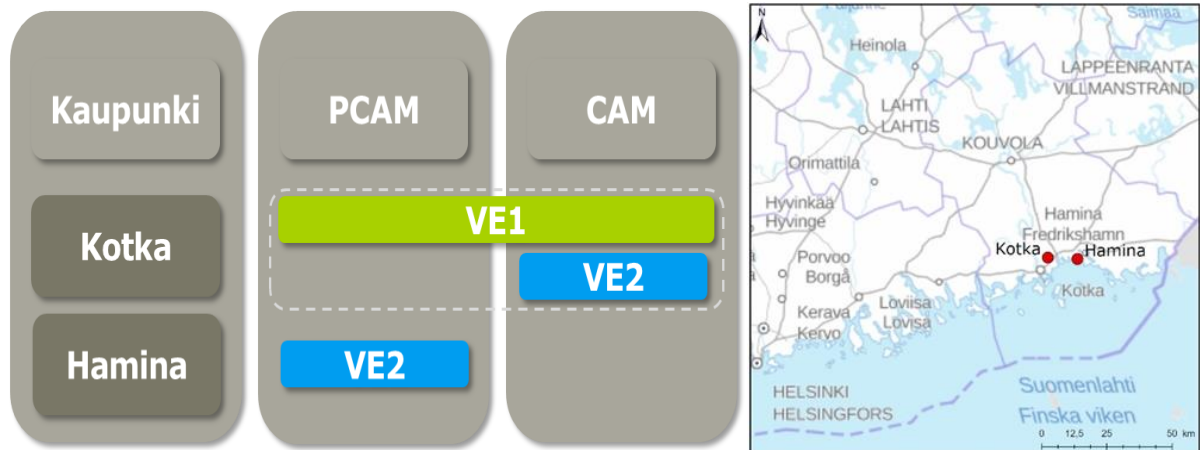 Kaupunki
PCAM
CAM
Kotka
VE1
VE2
Hamina
VE2
N
Saimaa
Heinola
LAPPEENRANTA
VILLMANSTRAND
LAHTI
LAHTIS
KOUVOLA
Orimattila
Hyvinkää
Hyvinge
Hamina
Fredrikshamn
Kotka
Hamina
Porvoo
Borgå
Kotka
Loviisa
Lovisa
Kerava
Kervo
HELSINKI
HELSINGFORS
Suomenlahti
Finska viken
0 12,5 25 50 km